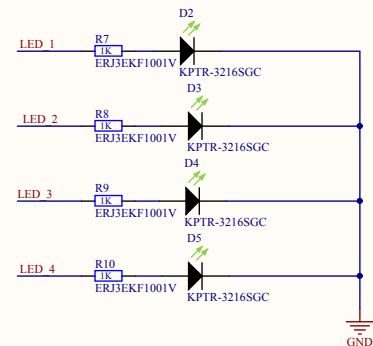 D2
LED_1
R7
1K
ERJ3EKF1001V
KPTR-3216SGC
D3
LED_2
R8
1K
ERJ3EKF1001V
KPTR-3216SGC
D4
LED_3
R9
1K
ERJ3EKF1001V
KPTR-3216SGC
D5
LED_4
R10
1K
ERJ3EKF1001V
KPTR-3216SGC
GND